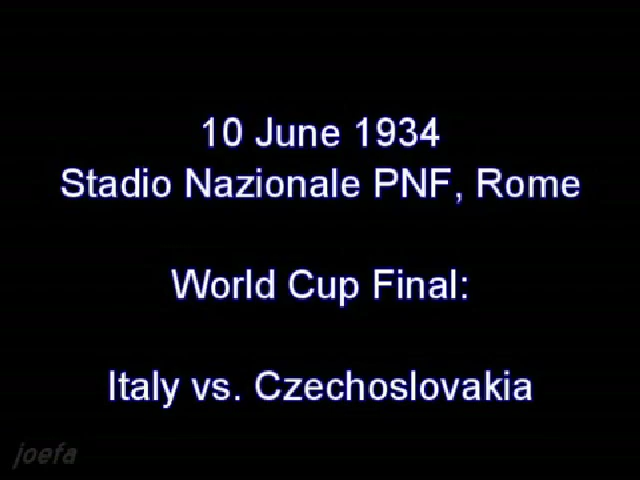 10 June 1934
Stadio Nazionale PNF, Rome
World Cup Final:
Italy vs. Czechoslovakia
joefa